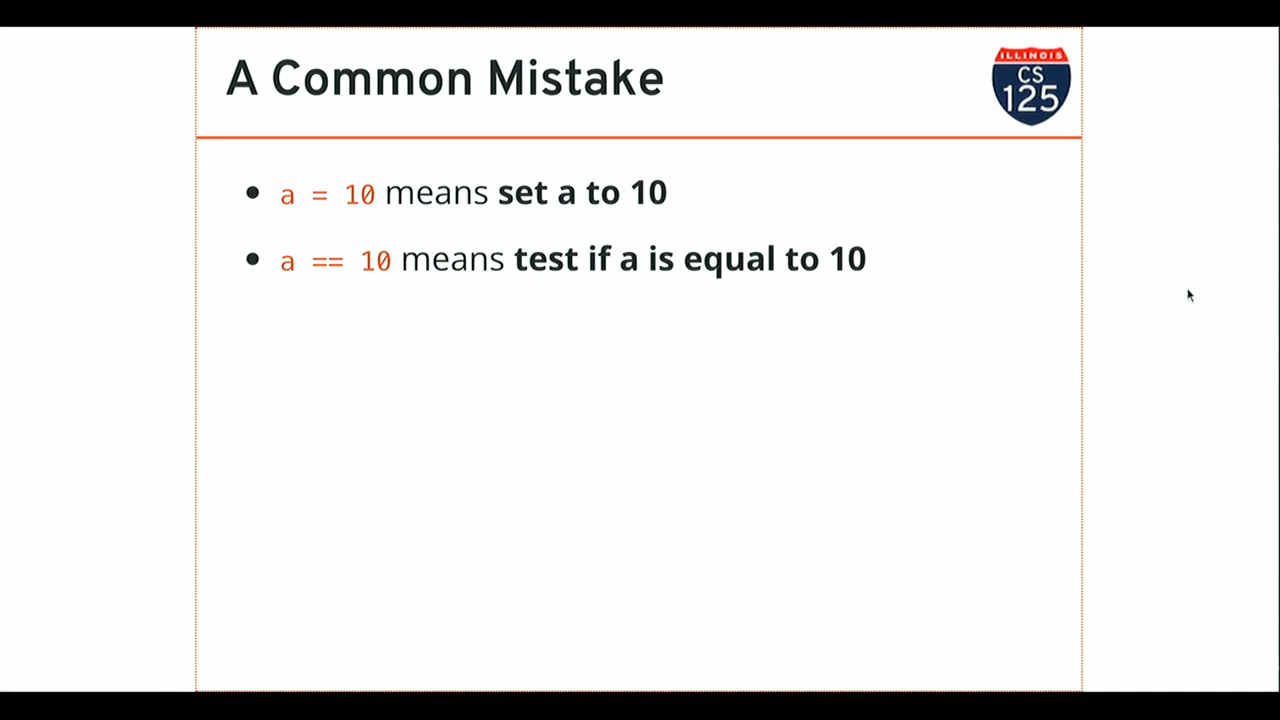 A Common Mistake
ILLINOIS
CS
125
• a = 10 means set a to 10
• a == 10 means test if a is equal to 10